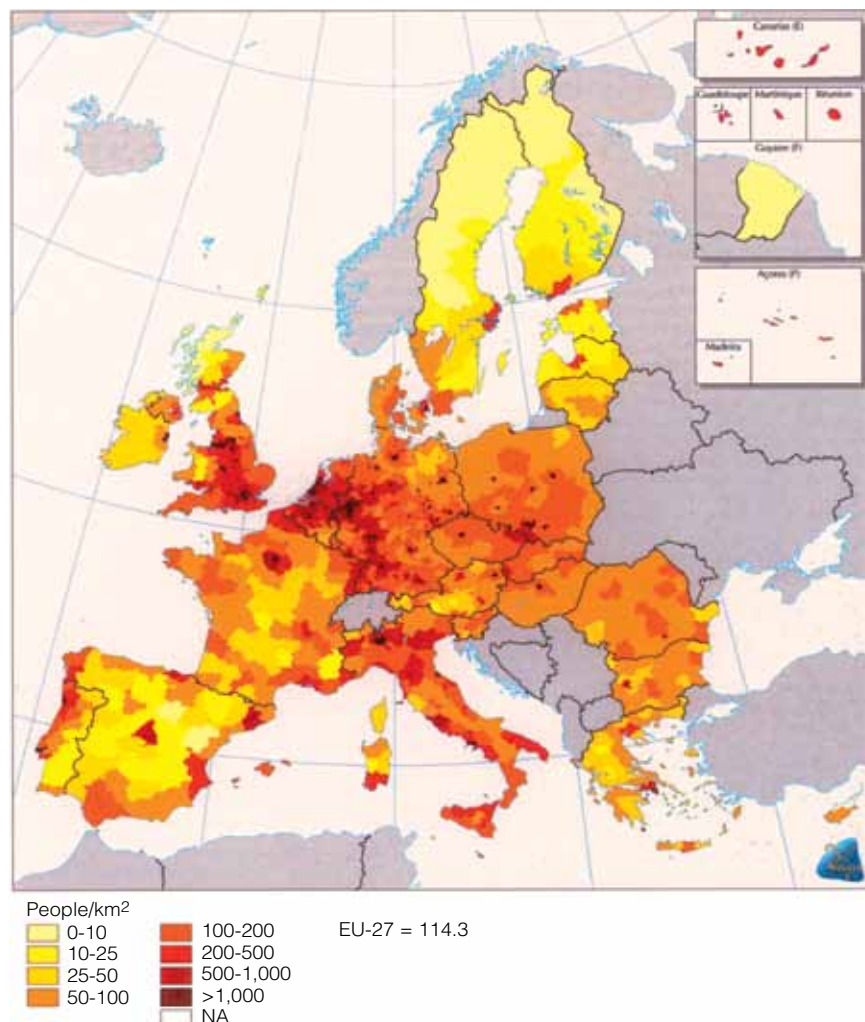 Canarias (E)
Guadeloupe
Martinique
Réunion
Guyane (F)
Açores (P)
Madeira
People/km2
0-10
10-25
25-50
50-100
100-200
200-500
500-1,000
>1,000
NA
EU-27 = 114.3